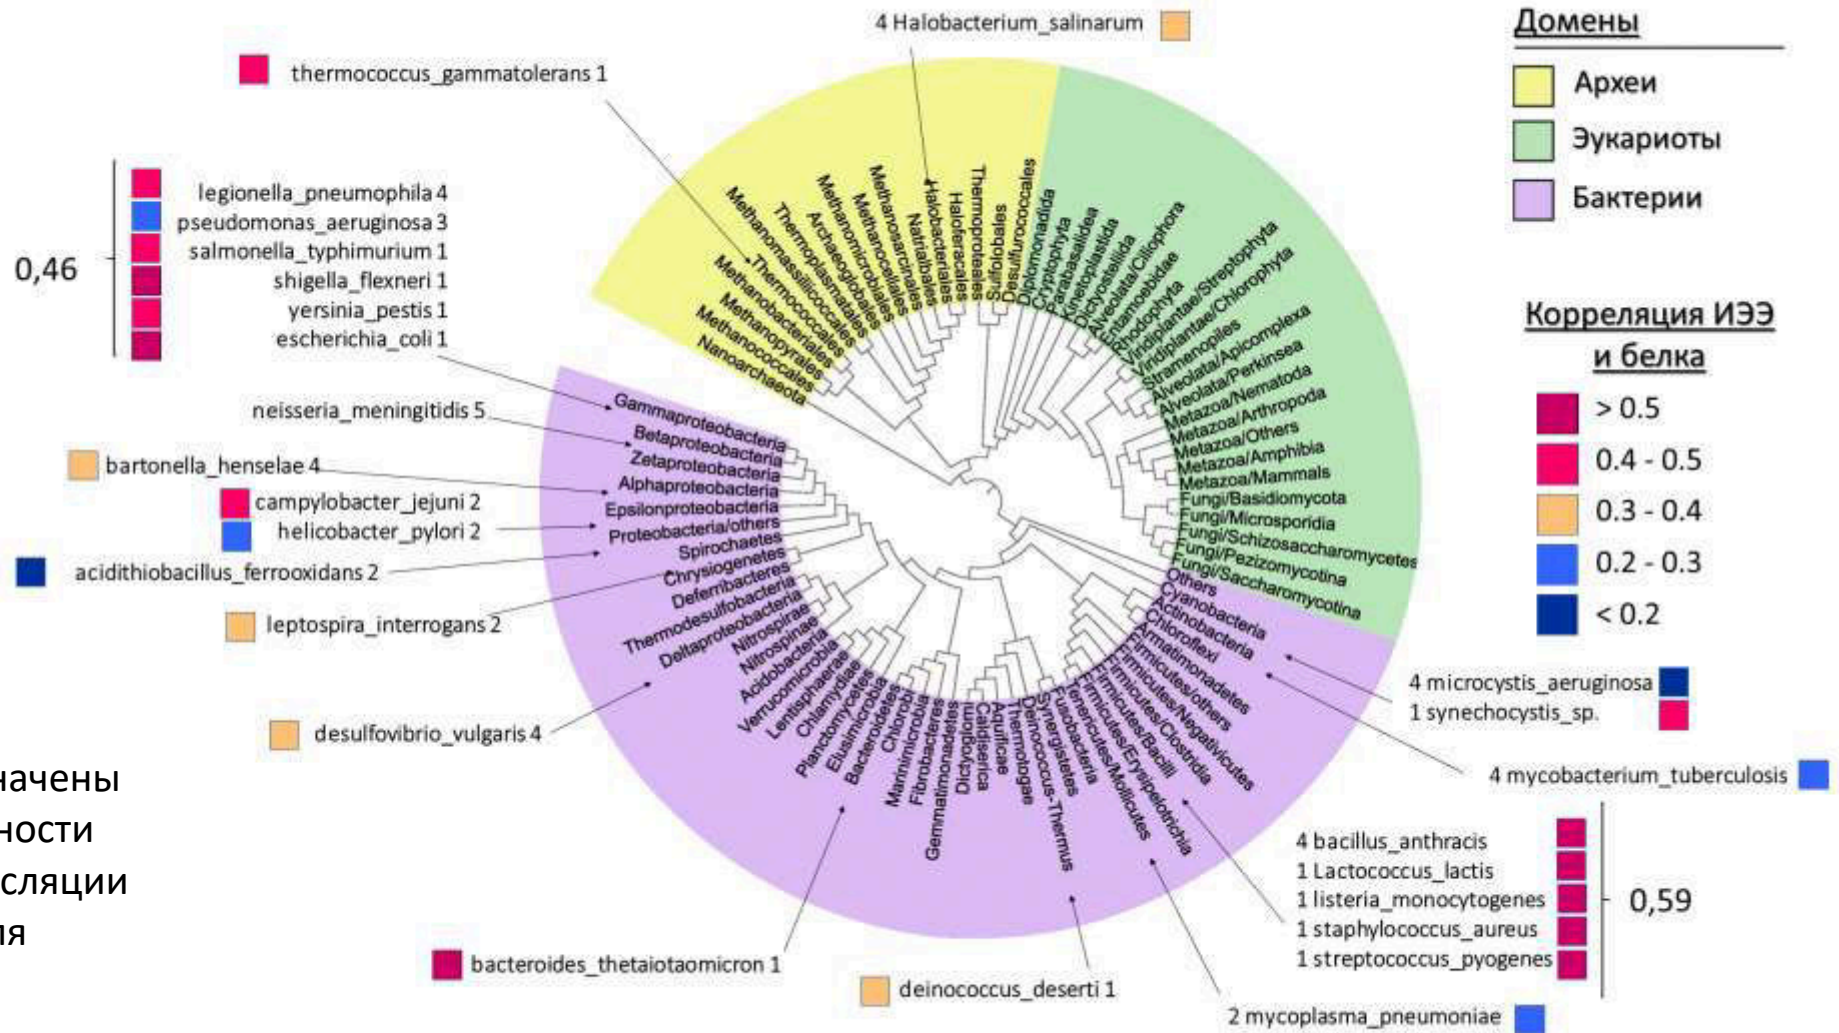 4 Halobacterium_salinarum
thermococcus_gammatolerans 1
legionella_pneumophila 4
pseudomonas_aeruginosa 3
salmonella_typhimurium 1
shigella_flexneri 1
yersinia_pestis 1
escherichia_coli 1
0,46
neisseria_meningitidis 5
bartonella_henselae 4
campylobacter_jejuni 2
helicobacter_pylori 2
acidithiobacillus_ferrooxidans 2
leptospira_interrogans 2
desulfovibrio_vulgaris 4
начены
ности
сляции
ля
bacteroides_thetaiotaomicron 1
deinococcus_deserti 1
2 mycoplasma_pneumoniae
4 bacillus_anthracis
1 Lactococcus_lactis
1 listeria_monocytogenes
1 staphylococcus_aureus
1 streptococcus_pyogenes
0,59
4 mycobacterium_tuberculosis
4 microcystis_aeruginosa
1 synechocystis_sp.
Домены
Археи
Эукариоты
Бактерии
Корреляция ИЭЭ
и белка
> 0.5
0.4 - 0.5
0.3 - 0.4
0.2 - 0.3
< 0.2
Nanoarchaeota
Methanococcales
Methanopyrales
Methanobacteriales
Thermococcales
Methanomassiliicoccales
Thermoplasmatales
Archaeoglobales
Methanomicrobiales
Methanocellales
Methanosarcinales
Natrialbales
Halobacteriales
Haloferacales
Thermoproteales
Sulfolobales
Desulfurococcales
Diplomonadida
Cryptophyta
Parabasalidea
Kinetoplastida
Dictyosteliida
Alveolata/Ciliophora
Entamoebidae
Rhodophyta
Viridiplantae/Streptophyta
Viridiplantae/Chlorophyta
Stramenopiles
Alveolata/Apicomplexa
Alveolata/Perkinsea
Metazoa/Nematoda
Metazoa/Arthropoda
Metazoa/Others
Metazoa/Amphibia
Metazoa/Mammals
Fungi/Basidiomycota
Fungi/Microsporidia
Fungi/Schizosaccharomycetes
Fungi/Pezizomycotina
Fungi/Saccharomycotina
Others
Cyanobacteria
Actinobacteria
Chloroflexi
Armatimonadetes
Firmicutes/others
Firmicutes/Negativicutes
Firmicutes/Clostridia
Firmicutes/Bacilli
Firmicutes/Erysipelotrichia
Tenericutes/Mollicutes
Fusobacteria
Synergistetes
Deinococcus-Thermus
Thermotogae
Aquificae
Caldiserica
Dictyoglomi
Gemmatimonadetes
Fibrobacteres
Marinimicrobia
Chlorobi
Bacteroidetes
Elusimicrobia
Planctomycetes
Chlamydiae
Lentisphaerae
Verrucomicrobia
Acidobacteria
Nitrospinae
Nitrospirae
Deltaproteobacteria
Thermodesulfobacteria
Deferribacteres
Chrysiogenetes
Spirochaetes
Proteobacteria/others
Epsilonproteobacteria
Alphaproteobacteria
Zetaproteobacteria
Betaproteobacteria
Gammaproteobacteria